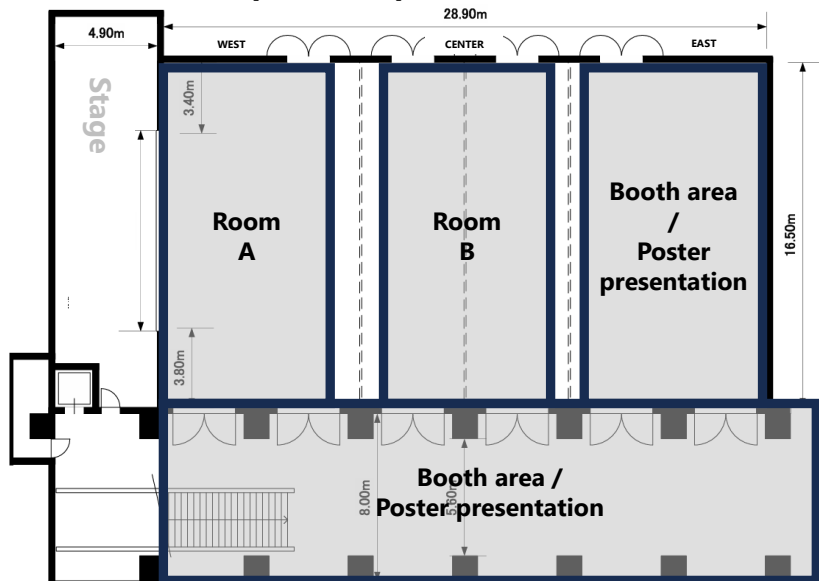 28.90m
4.90m
WEST
CENTER
EAST
Stage
3.40m
Room
A
Room
B
Booth area
/
Poster
presentation
16.50m
3.80m
Booth area /
Poster presentation
8.00m
5.60m